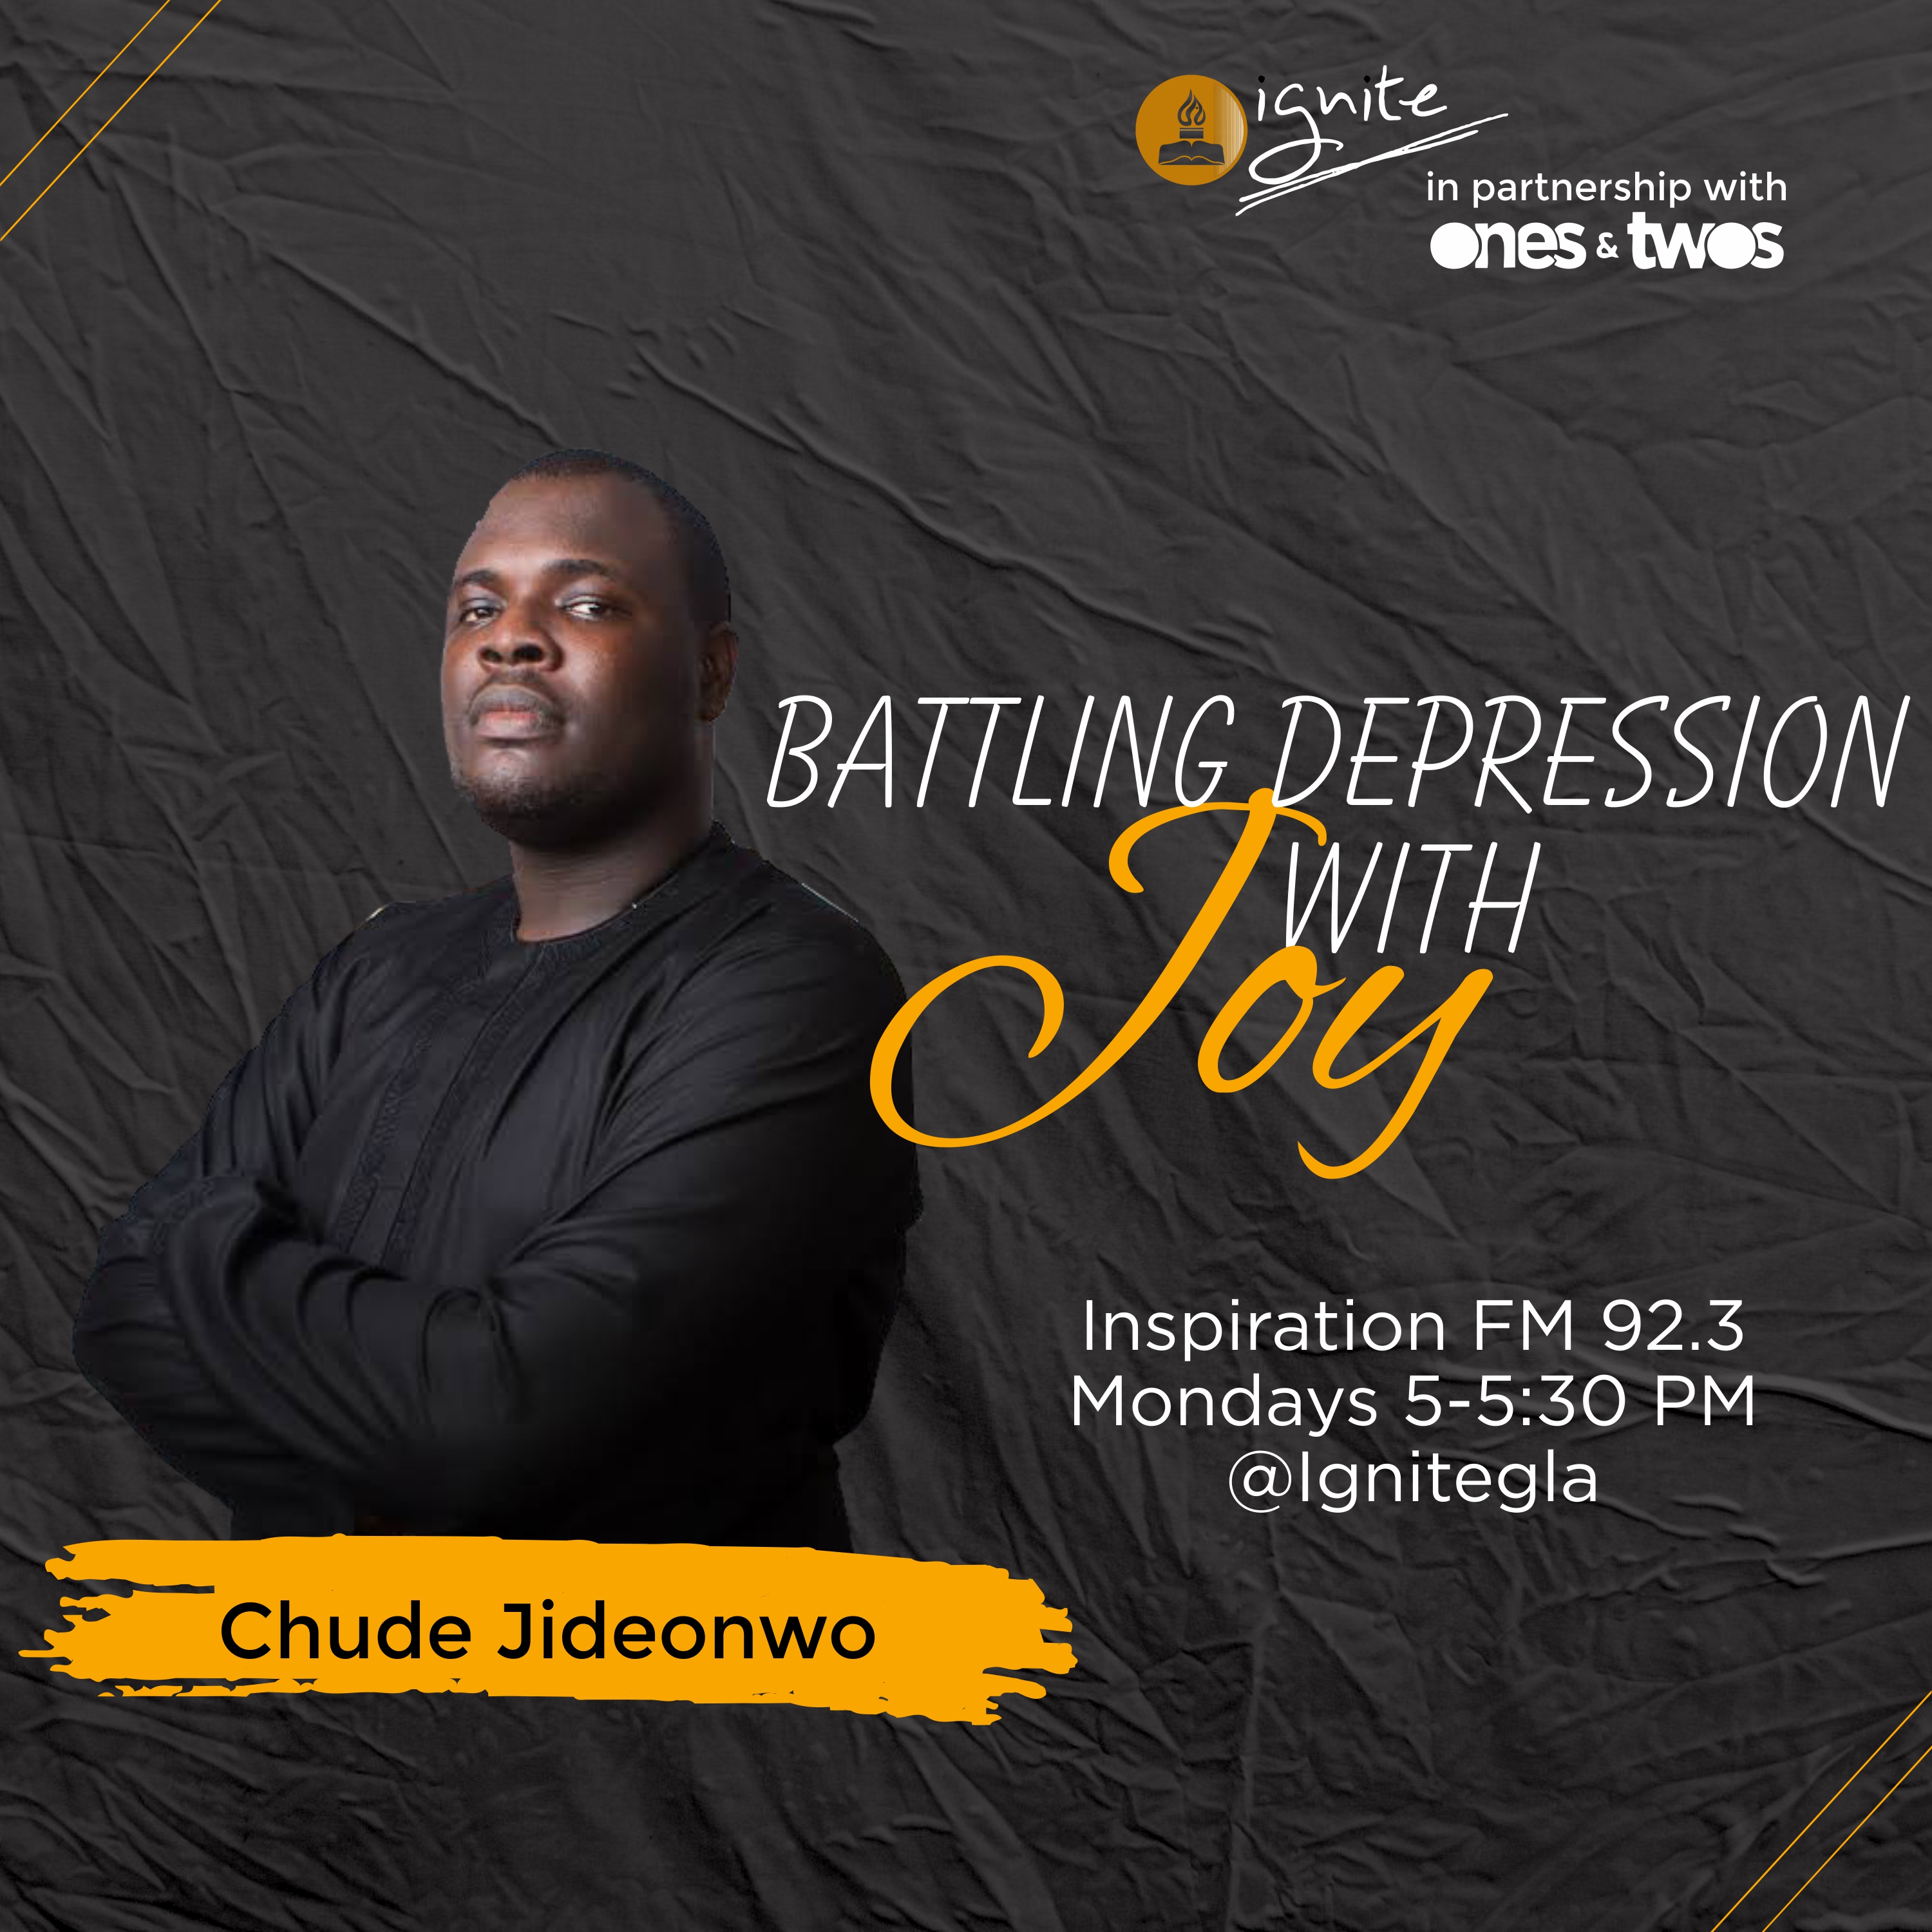 ignite
in partnership with
ones & twos
BATTLING DEPRESSION
WITH
Joy
Inspiration FM 92.3
Mondays 5-5:30 PM
@Ignitegla
Chude Jideonwo